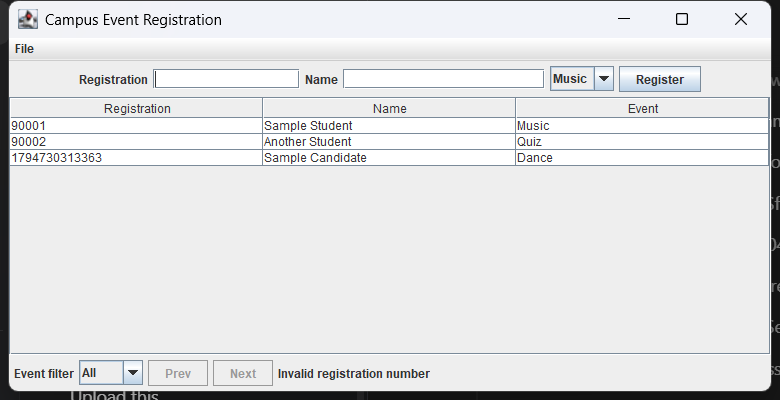 Campus Event Registration
File
Registration Name Music Register
Registration Name Event
90001 Sample Student Music
90002 Another Student Quiz
1794730313363 Sample Candidate Dance
Event filter All Prev Next Invalid registration number
Upload this